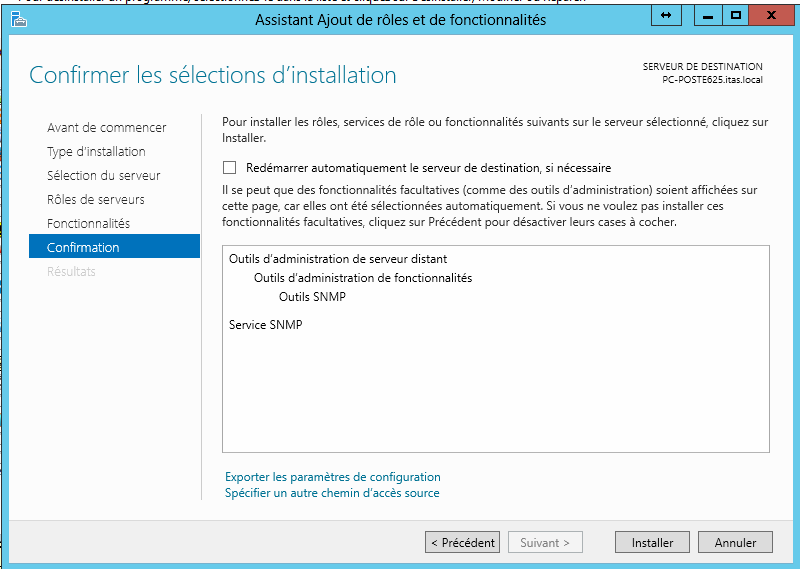 Assistant Ajout de rôles et de fonctionnalités
Confirmer les sélections d'installation
SERVEUR DE DESTINATION
PC-POSTE625.itas.local
Avant de commencer
Type d'installation
Sélection du serveur
Rôles de serveurs
Fonctionnalités
Confirmation
Résultats
Pour installer les rôles, services de rôle ou fonctionnalités suivants sur le serveur sélectionné, cliquez sur
Installer.
Redémarrer automatiquement le serveur de destination, si nécessaire
Il se peut que des fonctionnalités facultatives (comme des outils d'administration) soient affichées sur
cette page, car elles ont été sélectionnées automatiquement. Si vous ne voulez pas installer ces
fonctionnalités facultatives, cliquez sur Précédent pour désactiver leurs cases à cocher.
Outils d'administration de serveur distant
Outils d'administration de fonctionnalités
Outils SNMP
Service SNMP
Exporter les paramètres de configuration
Spécifier un autre chemin d'accès source
< Précédent
Suivant >
Installer
Annuler